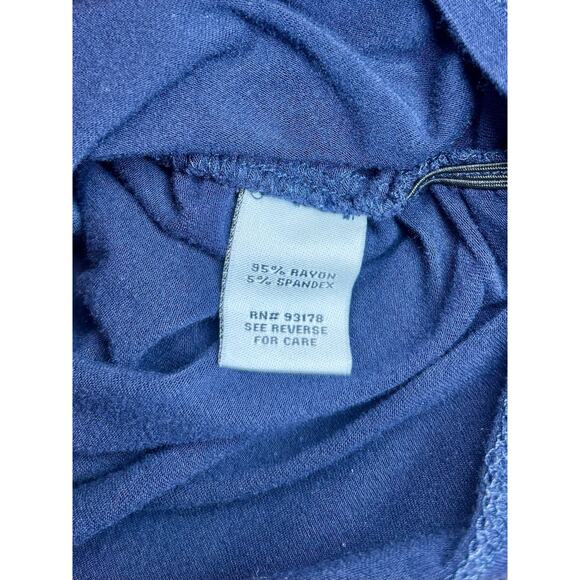 95% RAYON
5% SPANDEX
RN# 93178
SEE REVERSE
FOR CARE